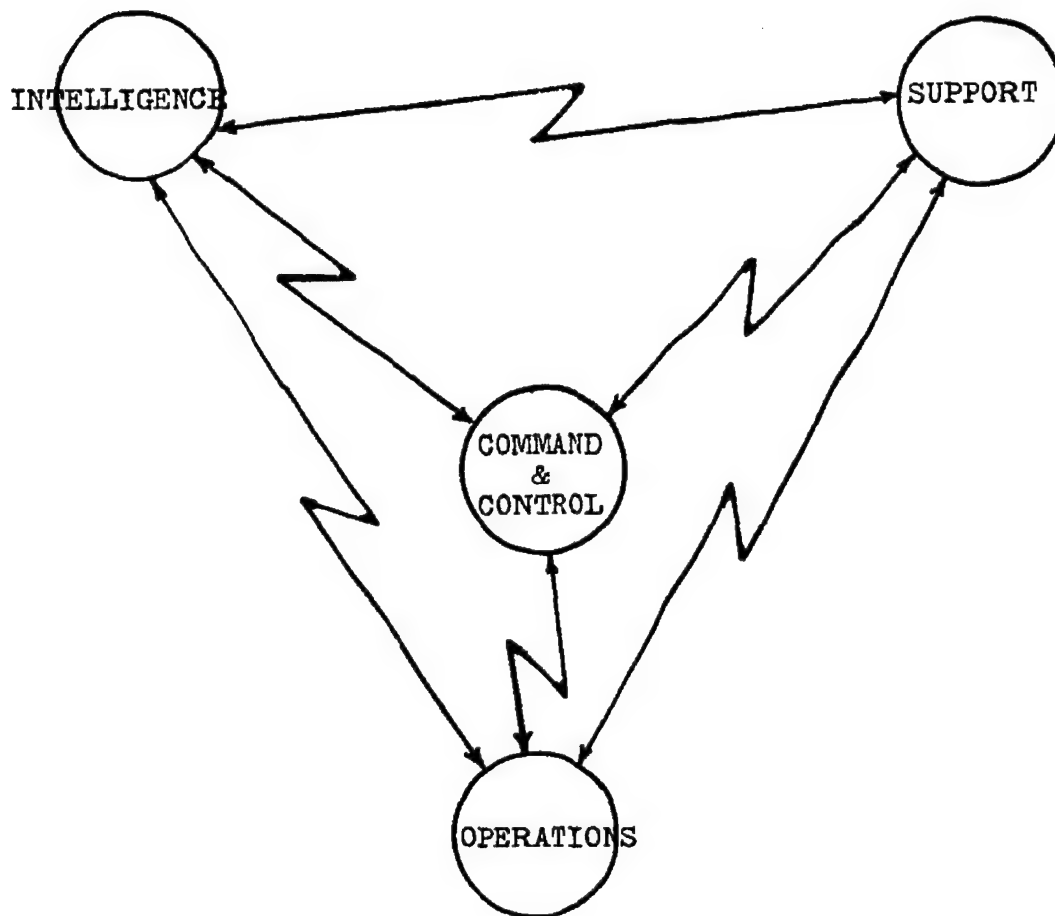 INTELLIGENCE
SUPPORT
COMMAND
&
CONTROL
OPERATIONS